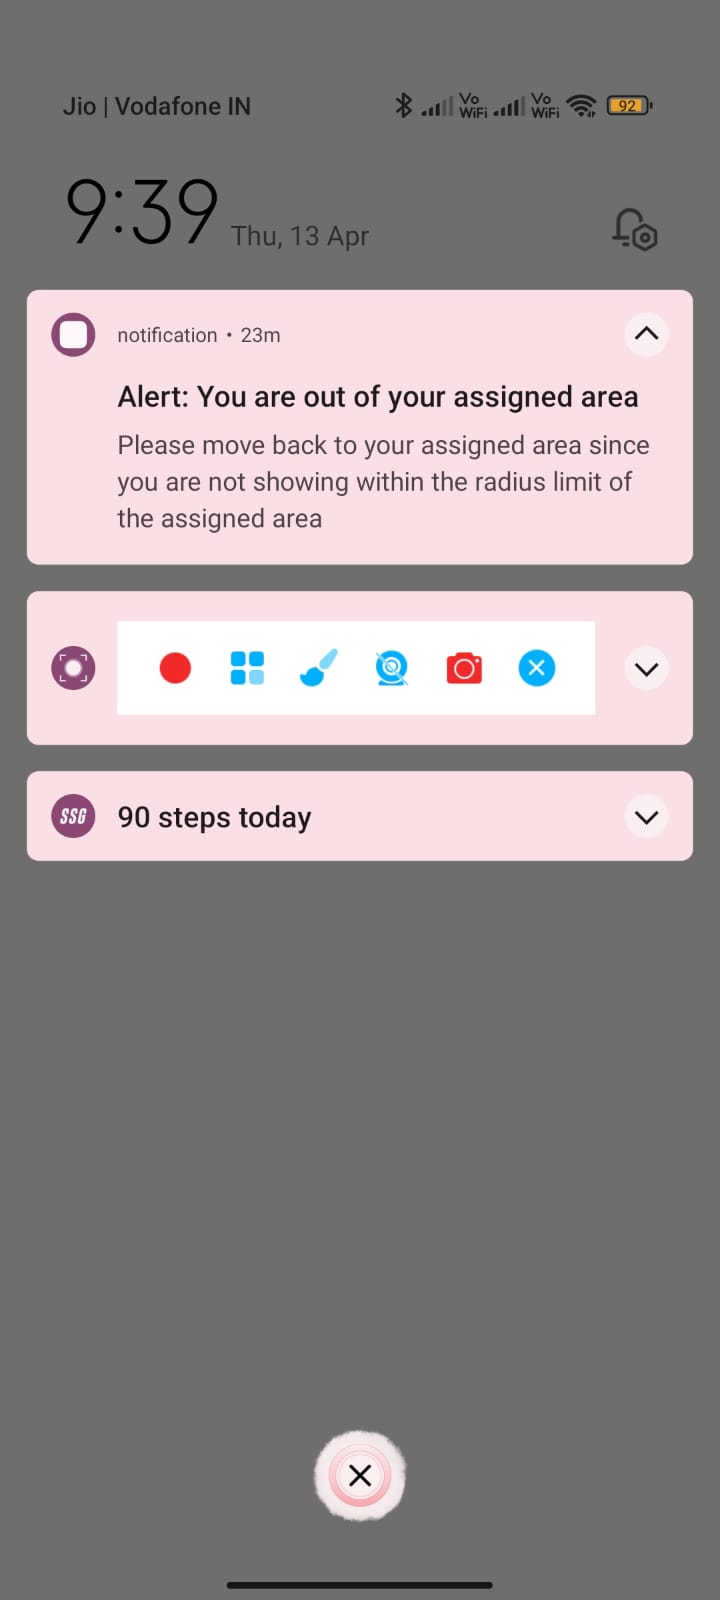 Jio | Vodafone IN
Vo WiFi
Vo WiFi
92
9:39 Thu, 13 Apr
notification • 23m
Alert: You are out of your assigned area
Please move back to your assigned area since
you are not showing within the radius limit of
the assigned area
SSG 90 steps today